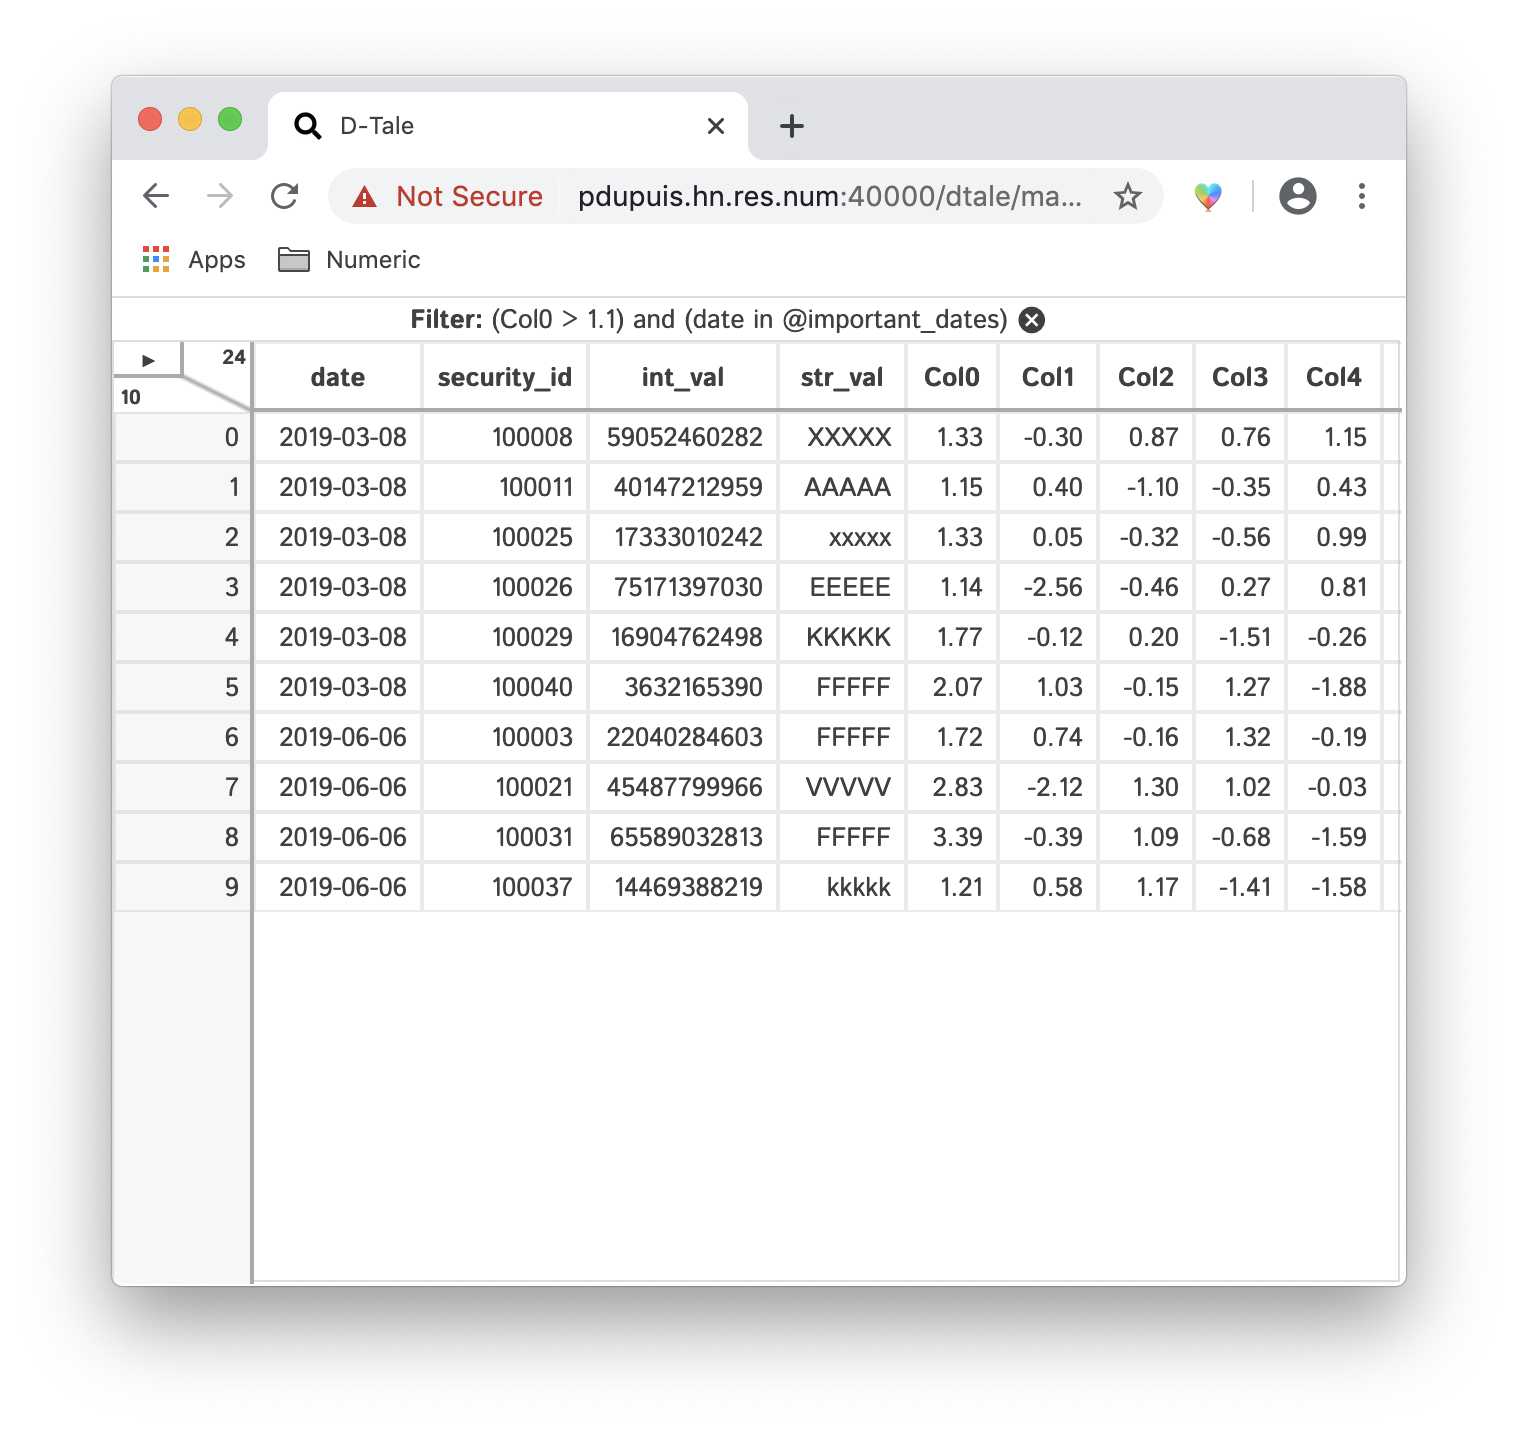 D-Tale
Not Secure pdupuis.hn.res.num:40000/dtale/ma...
Apps Numeric
Filter: (Col0 > 1.1) and (date in @important_dates)
24
10
date security_id int_val str_val Col0 Col1 Col2 Col3 Col4
0 2019-03-08 100008 59052460282 XXXXX 1.33 -0.30 0.87 0.76 1.15
1 2019-03-08 100011 40147212959 AAAAA 1.15 0.40 -1.10 -0.35 0.43
2 2019-03-08 100025 17333010242 xxxxx 1.33 0.05 -0.32 -0.56 0.99
3 2019-03-08 100026 75171397030 EEEEE 1.14 -2.56 -0.46 0.27 0.81
4 2019-03-08 100029 16904762498 KKKKK 1.77 -0.12 0.20 -1.51 -0.26
5 2019-03-08 100040 3632165390 FFFFF 2.07 1.03 -0.15 1.27 -1.88
6 2019-06-06 100003 22040284603 FFFFF 1.72 0.74 -0.16 1.32 -0.19
7 2019-06-06 100021 45487799966 VVVVV 2.83 -2.12 1.30 1.02 -0.03
8 2019-06-06 100031 65589032813 FFFFF 3.39 -0.39 1.09 -0.68 -1.59
9 2019-06-06 100037 14469388219 kkkkk 1.21 0.58 1.17 -1.41 -1.58